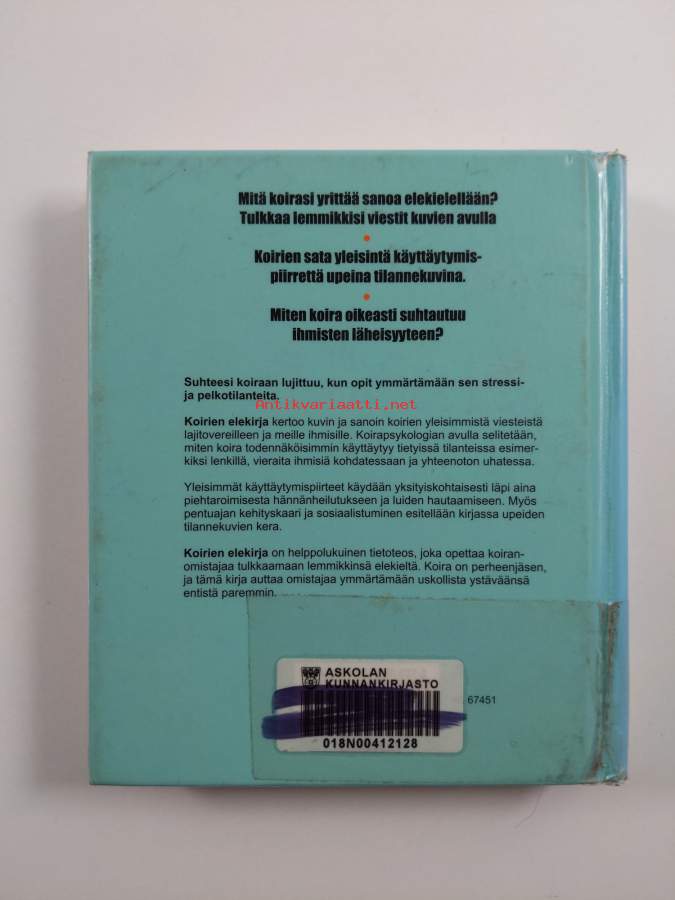 Mitä koirasi yrittää sanoa elekielellään?
Tulkkaa lemmikkisi viestit kuvien avulla
Koirien sata yleisintä käyttäytymis-
piirrettä upeina tilannekuvina.
Miten koira oikeasti suhtautuu
ihmisten läheisyyteen?
Suhteesi koiraan lujittuu, kun opit ymmärtämään sen stressi-
ja pelkotilanteita.
Antikvariaatti.net
Koirien elekirja kertoo kuvin ja sanoin koirien yleisimmistä viesteistä
lajitovereilleen ja meille ihmisille. Koirapsykologian avulla selitetään,
miten koira todennäköisimmin käyttäytyy tietyissä tilanteissa esimer-
kiksi lenkillä, vieraita ihmisiä kohdatessaan ja yhteenoton uhatessa.
Yleisimmät käyttäytymispiirteet käydään yksityiskohtaisesti läpi aina
piehtaroimisesta hännänheilutukseen ja luiden hautaamiseen. Myös
pentuajan kehityskaari ja sosiaalistuminen esitellään kirjassa upeiden
tilannekuvien kera.
Koirien elekirja on helppolukuinen tietoteos, joka opettaa koiran-
omistajaa tulkkaamaan lemmikkinsä elekieltä. Koira on perheenjäsen,
ja tämä kirja auttaa omistajaa ymmärtämään uskollista ystäväänsä
entistä paremmin.
ASKOLAN
KUNNANKIRJASTO
67451
018N00412128